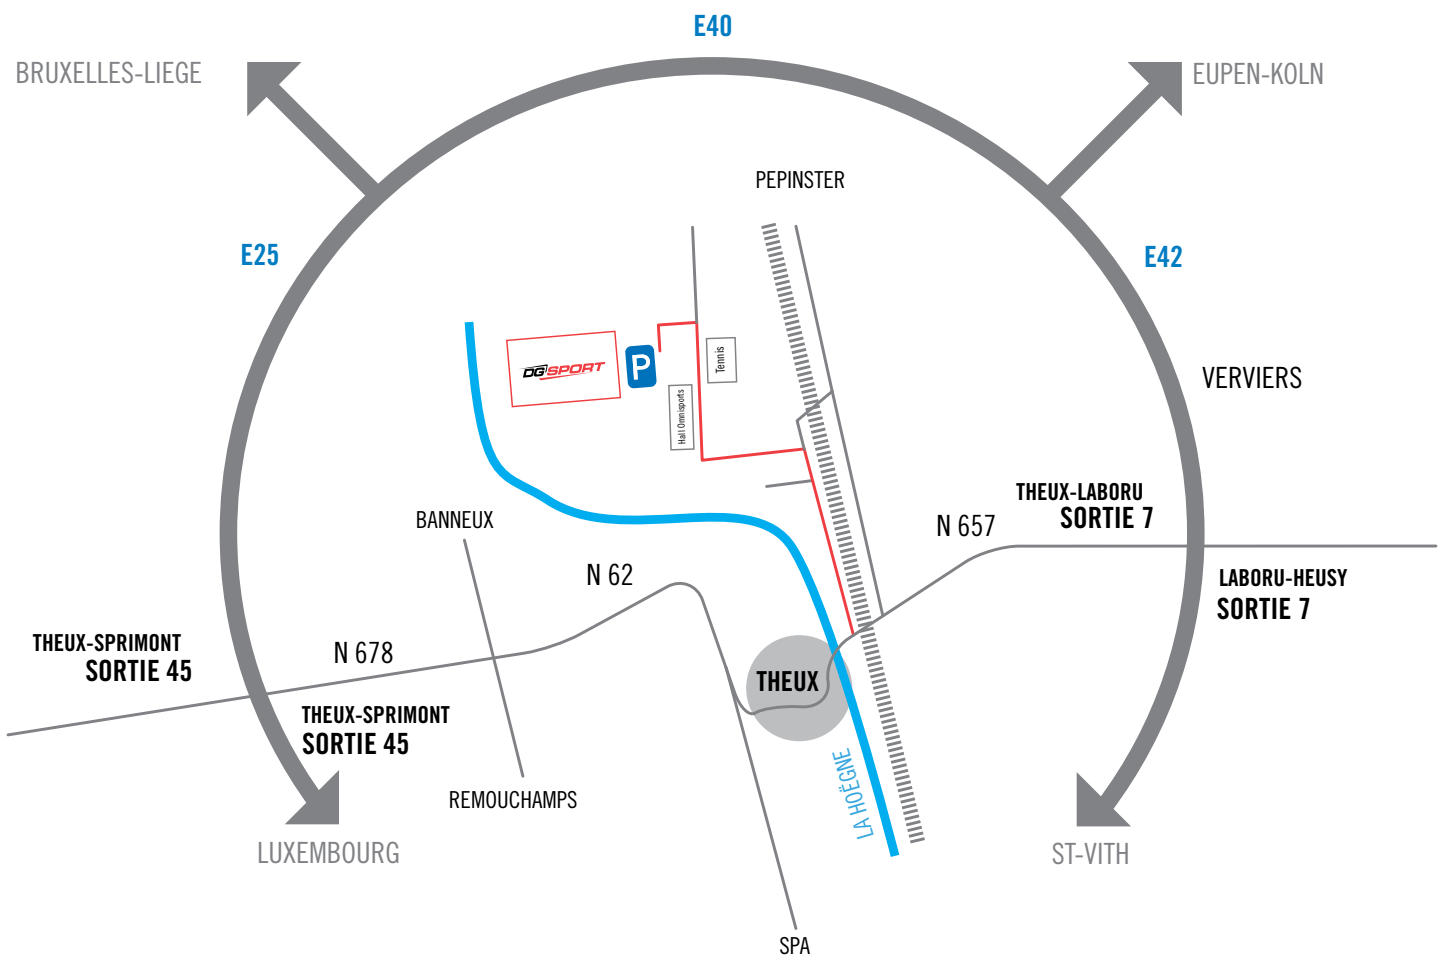 E40
BRUXELLES-LIEGE
EUPEN-KOLN
PEPINSTER
E25
E42
DG SPORT
P
Tennis
Hall Omnisports
VERVIERS
THEUX-LABORU
SORTIE 7
N 657
BANNEUX
N 62
LABORU-HEUSY
SORTIE 7
THEUX-SPRIMONT
SORTIE 45
N 678
THEUX
THEUX-SPRIMONT
SORTIE 45
LA HOËGNE
REMOUCHAMPS
LUXEMBOURG
ST-VITH
SPA